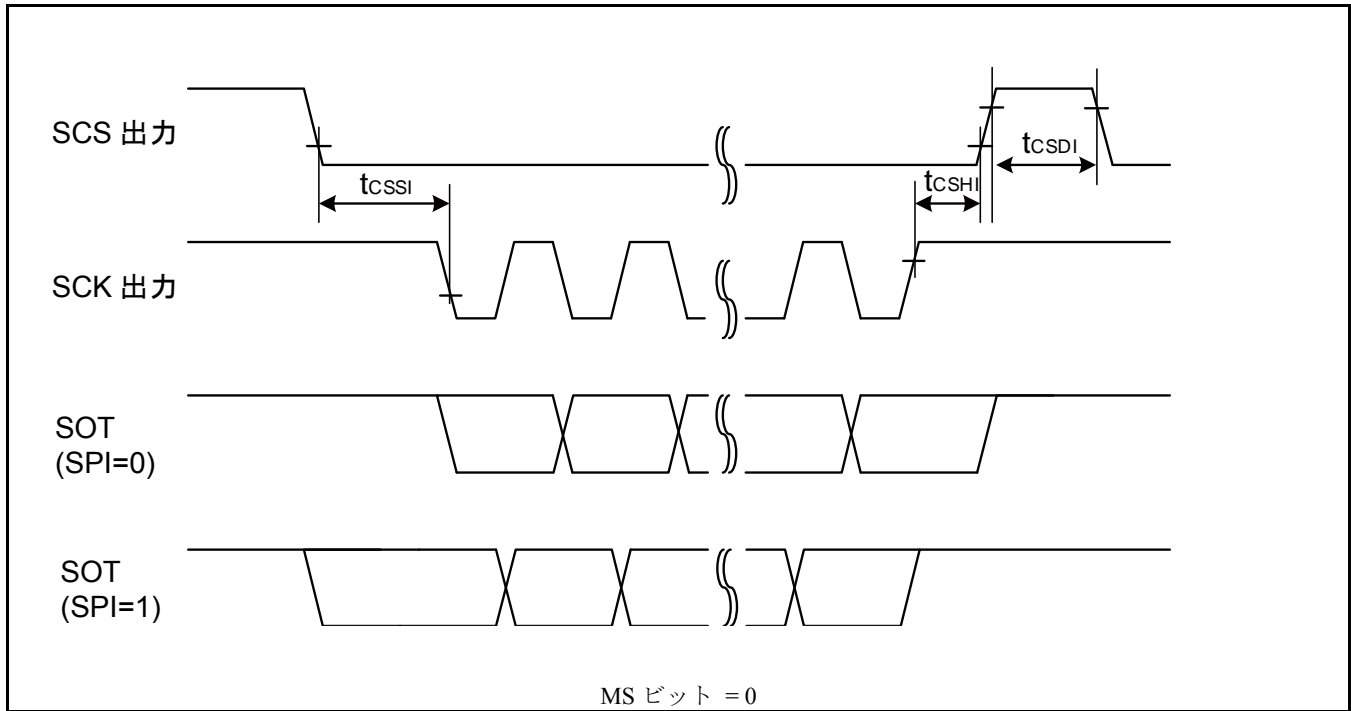 SCS 出力
tCSSI
tCSHI
tCSDI
SCK 出力
SOT
(SPI=0)
SOT
(SPI=1)
MS ビット = 0